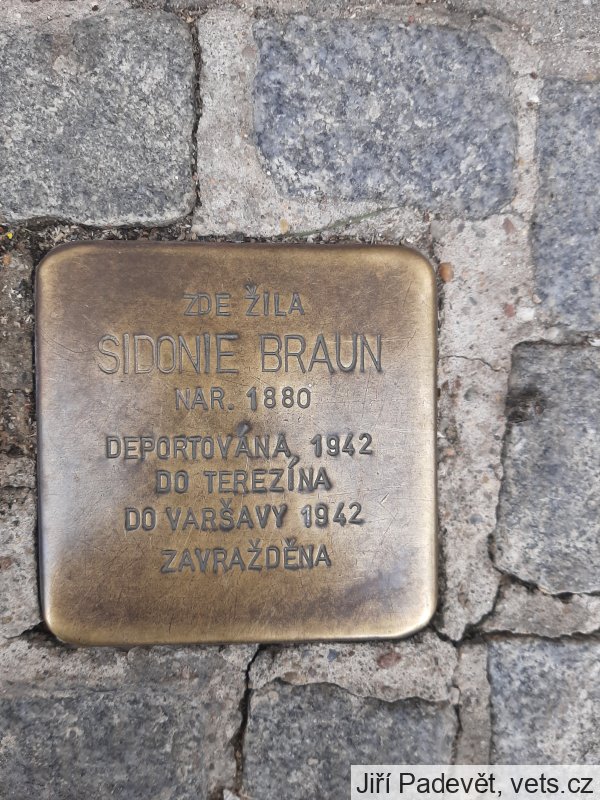 ZDE ŽILA
SIDONIE BRAUN
NAR. 1880
DEPORTOVÁNA 1942
DO TEREZÍNA
DO VARŠAVY 1942
ZAVRAŽDĚNA
Jiří Padevět, vets.cz